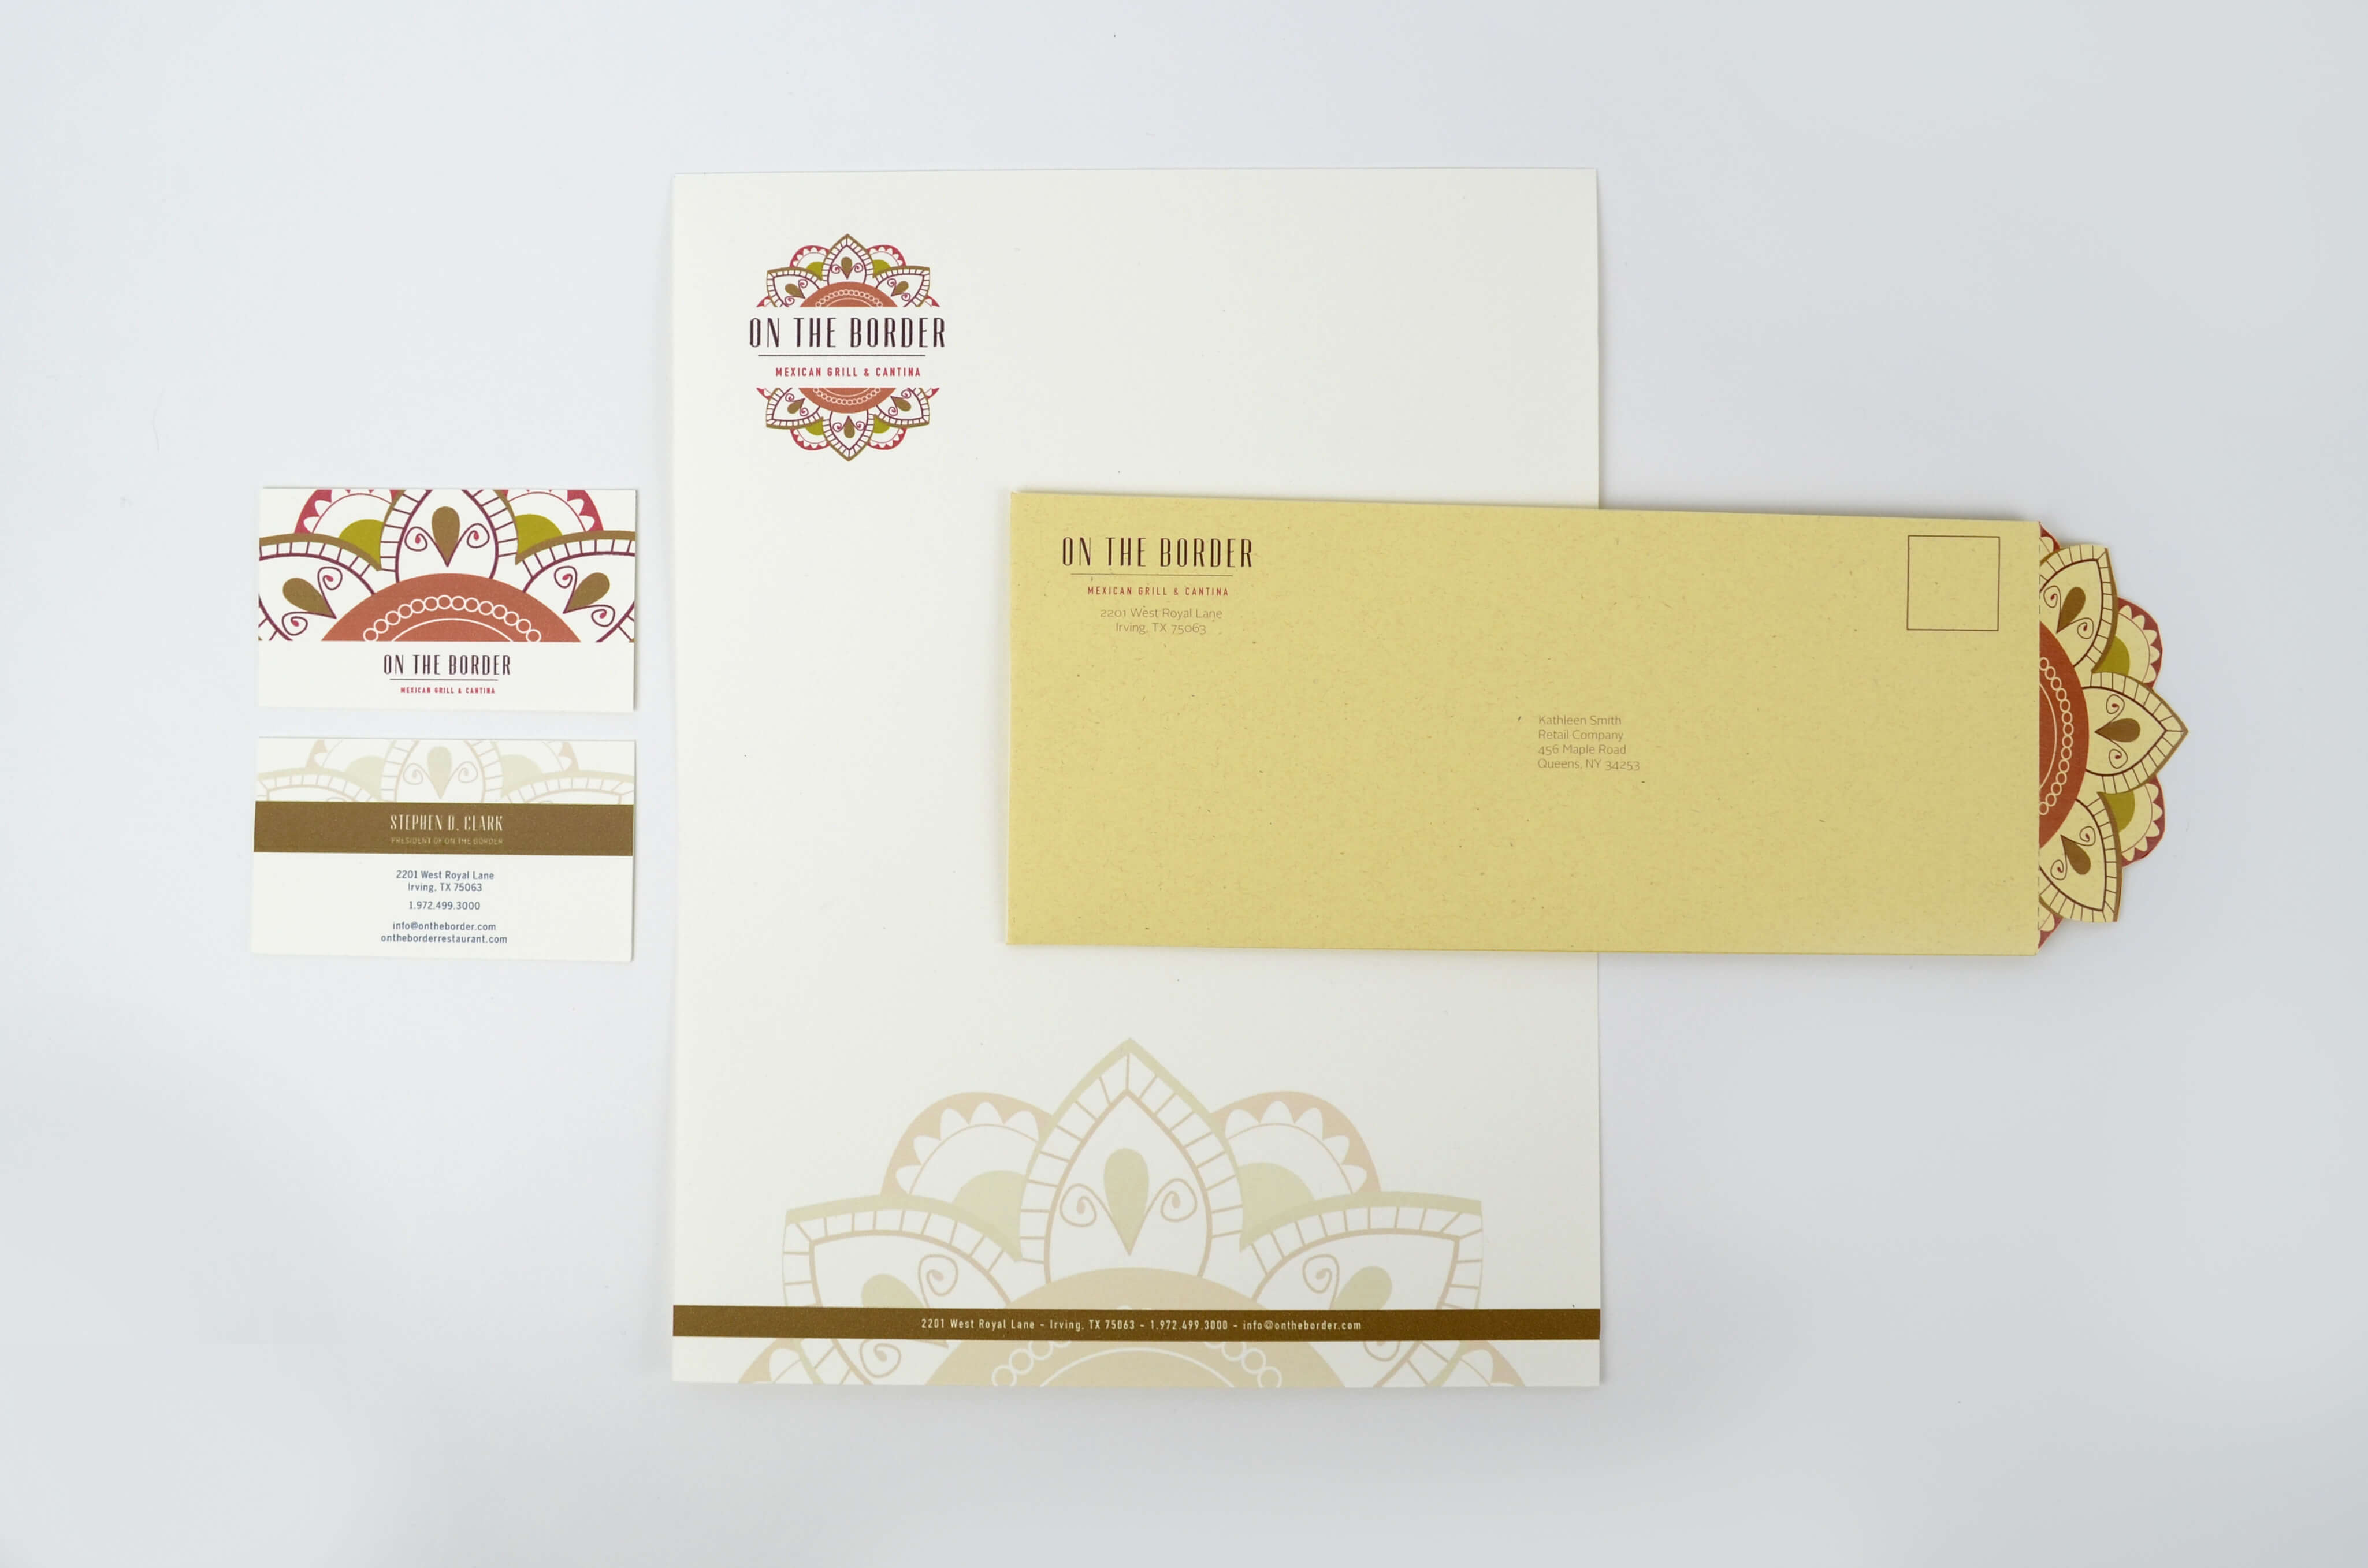 ON THE BORDER
MEXICAN GRILL & CANTINA
STEPHEN D. CLARK
PRESIDENT OF ON THE BORDER
2201 West Royal Lane
Irving, TX 75063
1.972.499.3000
info@ontheborder.com
ontheborderrestaurant.com
ON THE BORDER
MEXICAN GRILL & CANTINA
2201 West Royal Lane - Irving, TX 75063 - 1.972.499.3000 - info@ontheborder.com
ON THE BORDER
MEXICAN GRILL & CANTINA
2201 West Royal Lane
Irving, TX 75063
Kathleen Smith
Retail Company
456 Maple Road
Queens, NY 34253